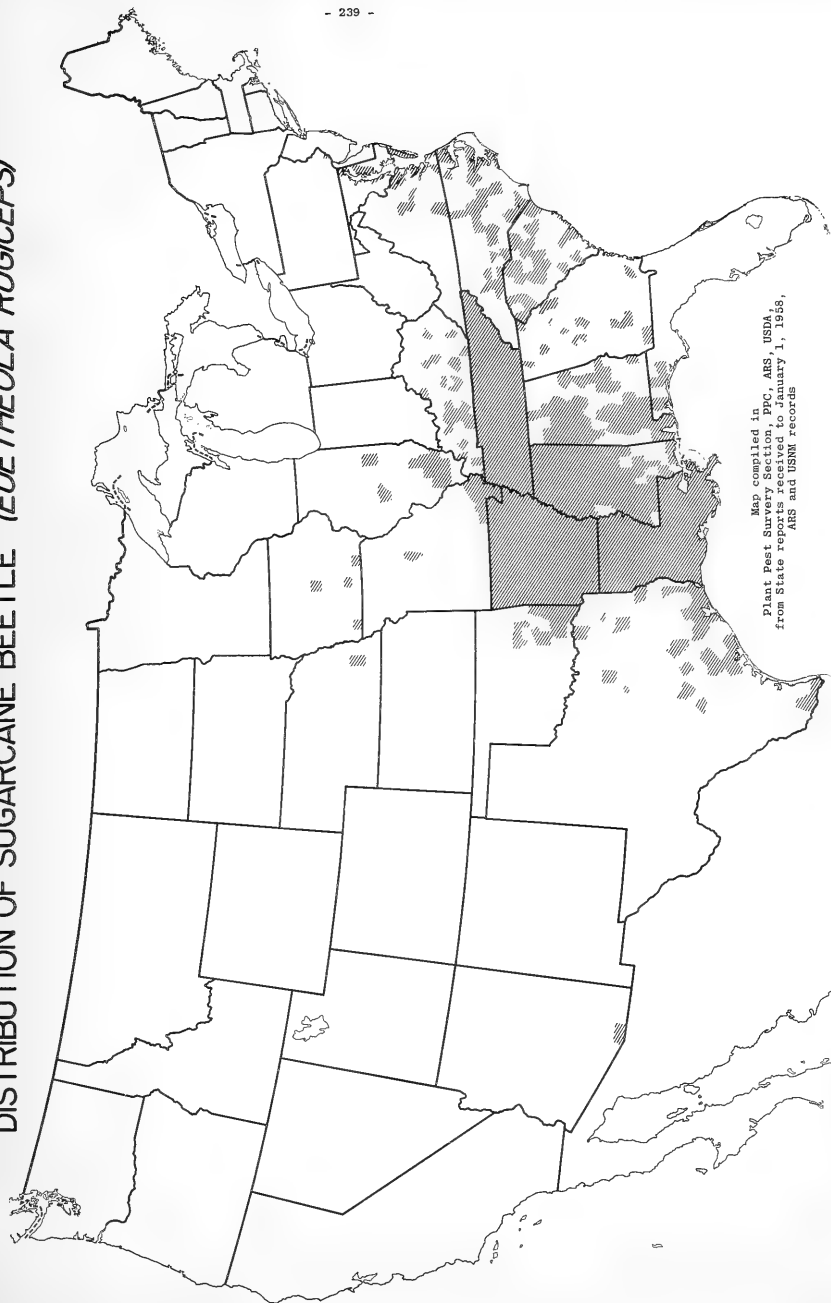 - 239 -
DISTRIBUTION OF SUGARCANE BEETLE (EUETHEOLA RUGICEPS)
Map compiled in
Plant Pest Survery Section, PPC, ARS, USDA,
from State reports received to January 1, 1958,
ARS and USNM records